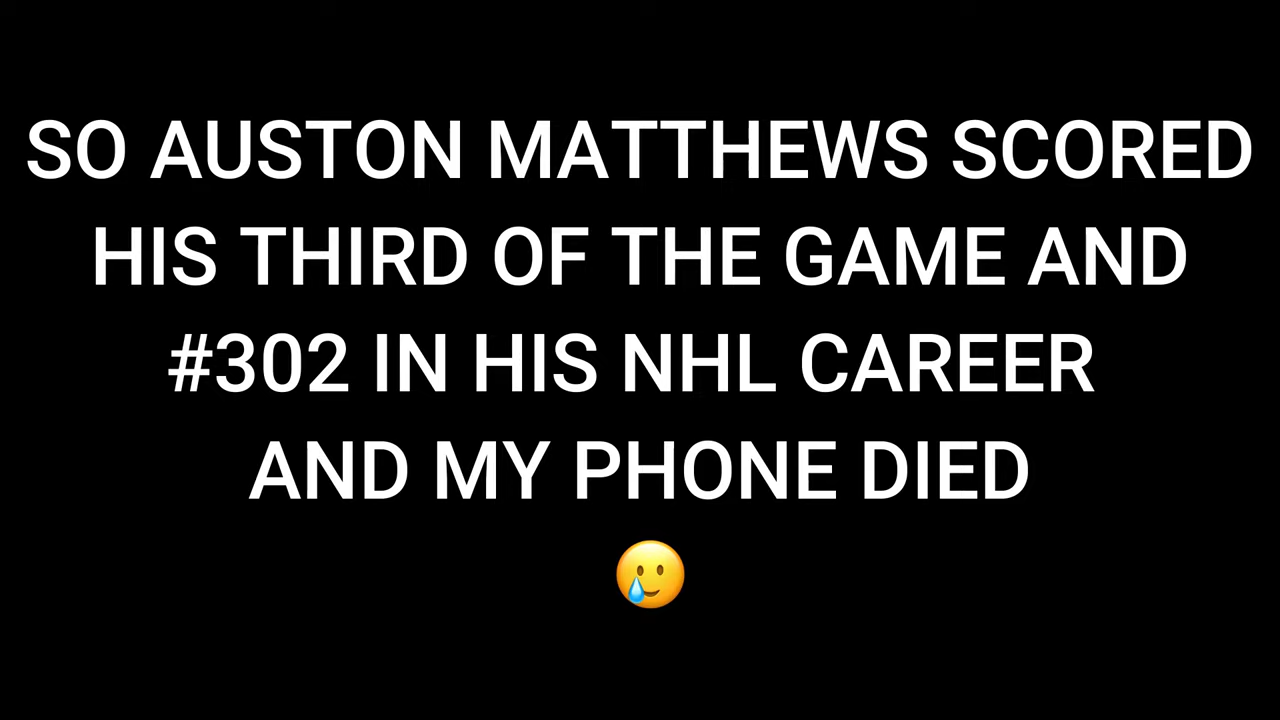 SO AUSTON MATTHEWS SCORED
HIS THIRD OF THE GAME AND
#302 IN HIS NHL CAREER
AND MY PHONE DIED
🥲